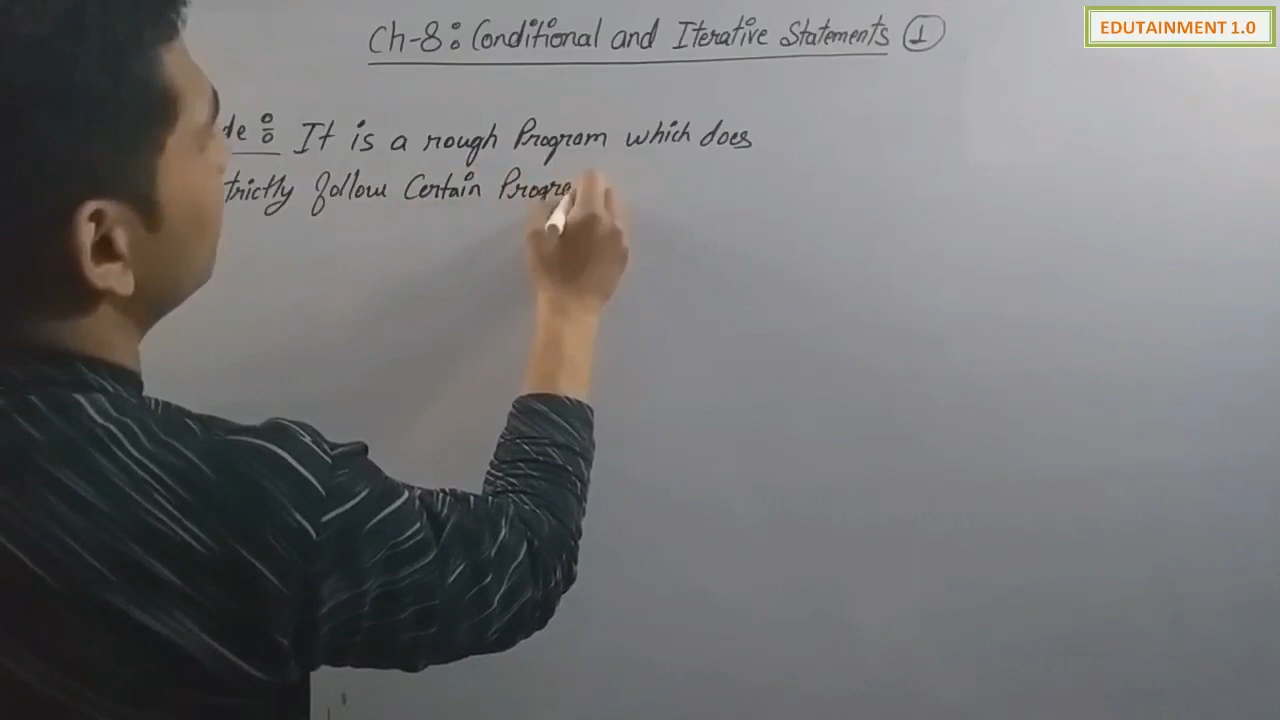 EDUTAINMENT 1.0
Ch-8: Conditional and Iterative Statements 1
de : It is a rough Program which does
trictly follow Certain Progra